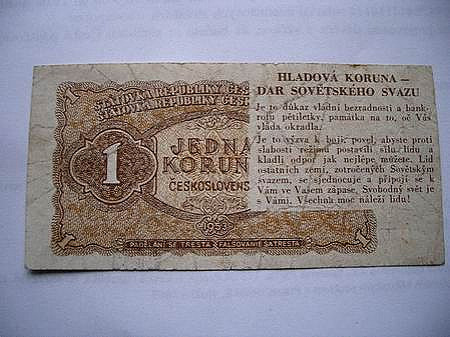 STÁTOVKA REPUBLIKY ČESK
ŠTÁTOVKA REPUBLIKY ČESK
1
JEDNA
KORUN
ČESKOSLOVENS
1953
PADĚLÁNÍ SE TRESTÁ FALŠOVANIE SA TRESTÁ
HLADOVÁ KORUNA —
DAR SOVĚTSKÉHO SVAZU
Je to důkaz vládní bezradnosti a bank-
rotu pětiletky, památka na to, oč Vás
vláda okradla.
Je to výzva k boji, povel, abyste proti
slabosti režimu postavili sílu lidu a
kladli odpor jak nejlépe můžete. Lid
ostatních zemí, zotročených Sovětským
svazem, se sjednocuje a připojí se k
Vám ve Vašem zápase. Svobodný svět je
s Vámi. Všechna moc náleží lidu!